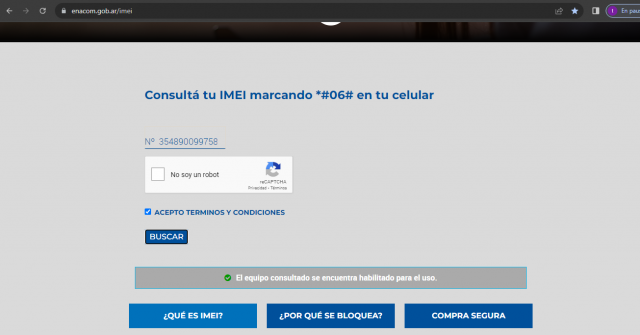 enacom.gob.ar/imei
En pau
Consultá tu IMEI marcando *#06# en tu celular
Nº 354890099758
No soy un robot
reCAPTCHA
Privacidad - Términos
ACEPTO TERMINOS Y CONDICIONES
BUSCAR
El equipo consultado se encuentra habilitado para el uso.
¿QUÉ ES IMEI?
¿POR QUÉ SE BLOQUEA?
COMPRA SEGURA